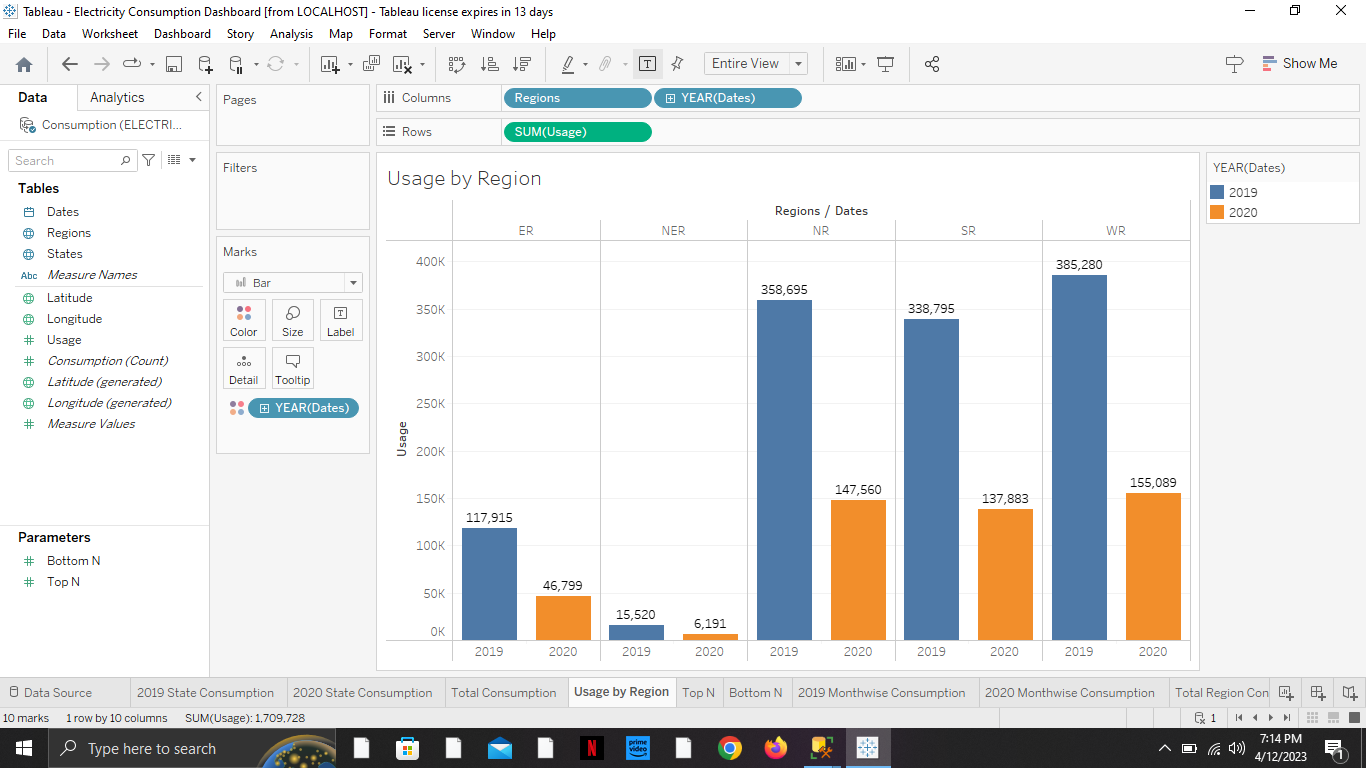 Tableau - Electricity Consumption Dashboard [from LOCALHOST] - Tableau license expires in 13 days
File Data Worksheet Dashboard Story Analysis Map Format Server Window Help
Entire View
Show Me
Data Analytics
Consumption (ELECTRI...
Search
Tables
Dates
Regions
States
Abc Measure Names
Latitude
Longitude
Usage
Consumption (Count)
Latitude (generated)
Longitude (generated)
Measure Values
Parameters
Bottom N
Top N
Pages
Filters
Marks
Bar
Color Size Label
Detail Tooltip
YEAR(Dates)
Columns Regions YEAR(Dates)
Rows SUM(Usage)
Usage by Region
Regions / Dates
ER NER NR SR WR
Usage
400K
350K
300K
250K
200K
150K
100K
50K
0K
117,915
46,799
15,520
6,191
358,695
147,560
338,795
137,883
385,280
155,089
2019 2020 2019 2020 2019 2020 2019 2020 2019 2020
YEAR(Dates)
2019
2020
Data Source 2019 State Consumption 2020 State Consumption Total Consumption Usage by Region Top N Bottom N 2019 Monthwise Consumption 2020 Monthwise Consumption Total Region Con
10 marks 1 row by 10 columns SUM(Usage): 1,709,728
1
Type here to search
N
prime video
7:14 PM
4/12/2023
1